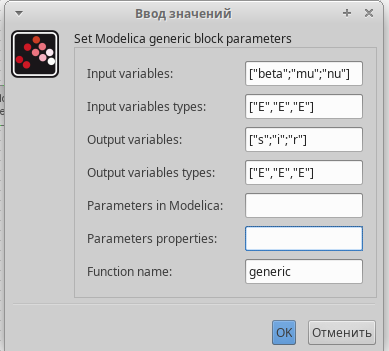 Ввод значений
Set Modelica generic block parameters
Input variables: ["beta";"mu";"nu"]
Input variables types: ["E","E","E"]
Output variables: ["s";"i";"r"]
Output variables types: ["E","E","E"]
Parameters in Modelica:
Parameters properties:
Function name: generic
OK Отменить